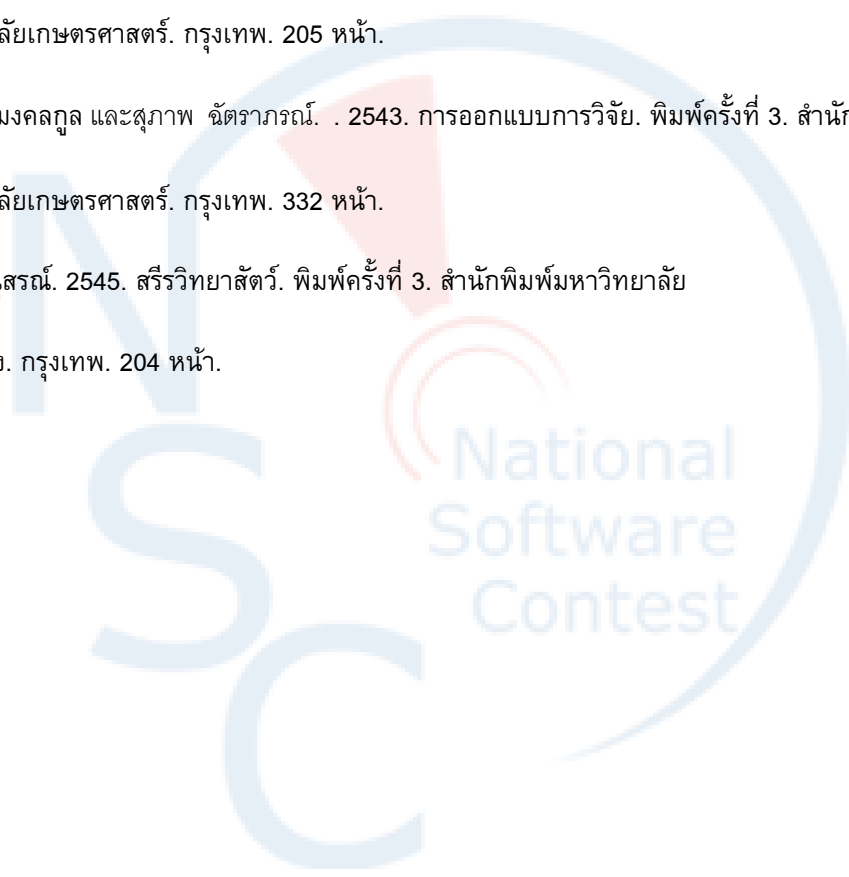 ลัยเกษตรศาสตร์. กรุงเทพ. 205 หน้า.
มงคลกูล และสุภาพ ฉัตราภรณ์. . 2543. การออกแบบการวิจัย. พิมพ์ครั้งที่ 3. สำนัก
ลัยเกษตรศาสตร์. กรุงเทพ. 332 หน้า.
สรณ์. 2545. สรีรวิทยาสัตว์. พิมพ์ครั้งที่ 3. สำนักพิมพ์มหาวิทยาลัย
กรุงเทพ. 204 หน้า.
N
S
C
National
Software
Contest